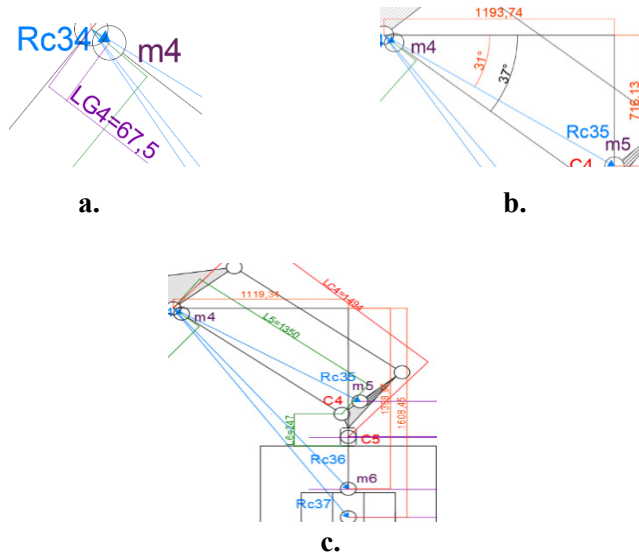 Rc34
m4
LG4=67,5
a.
1193,74
m4
31°
37°
716,13
Rc35
m5
C4
b.
1119,34
LC4=1494
m4
L5=1350
Rc35
m5
C4
1608,45
L6=247
C5
Rc36
m6
Rc37
c.